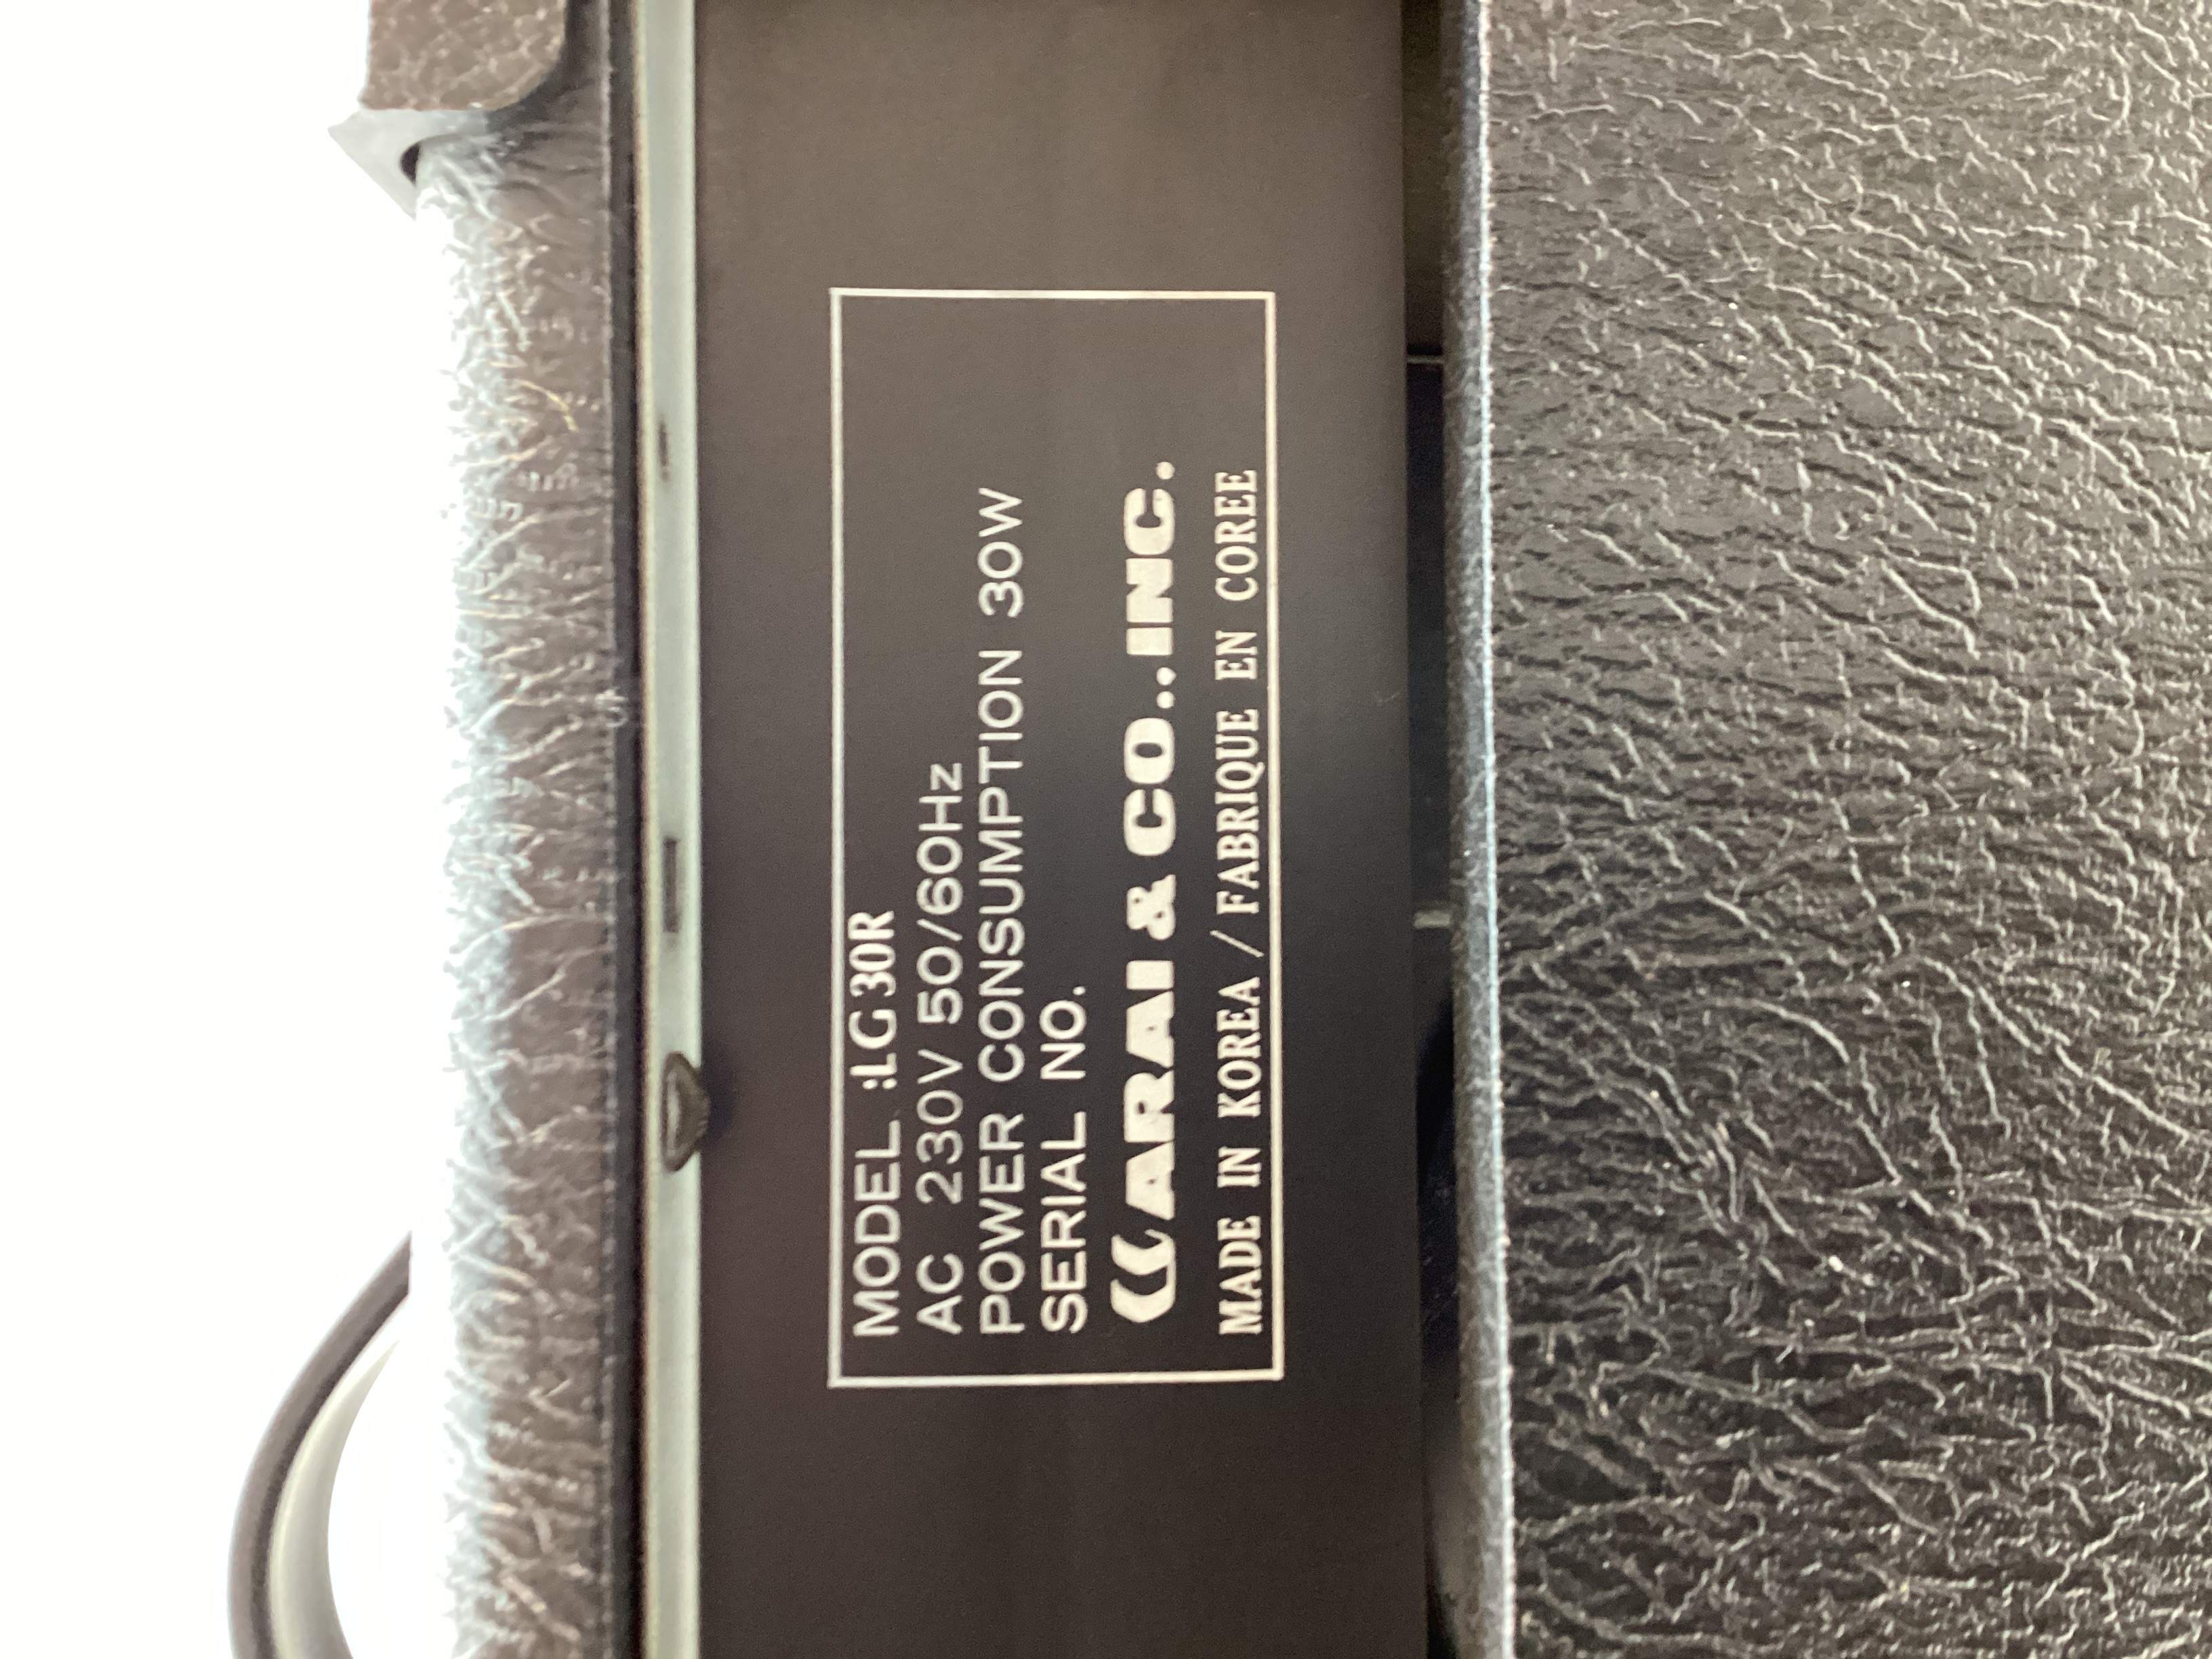 MODEL :LG30R
AC 230V 50/60Hz
POWER CONSUMPTION 30W
SERIAL NO.
ARAI & CO.,INC.
MADE IN KOREA / FABRIQUE EN COREE